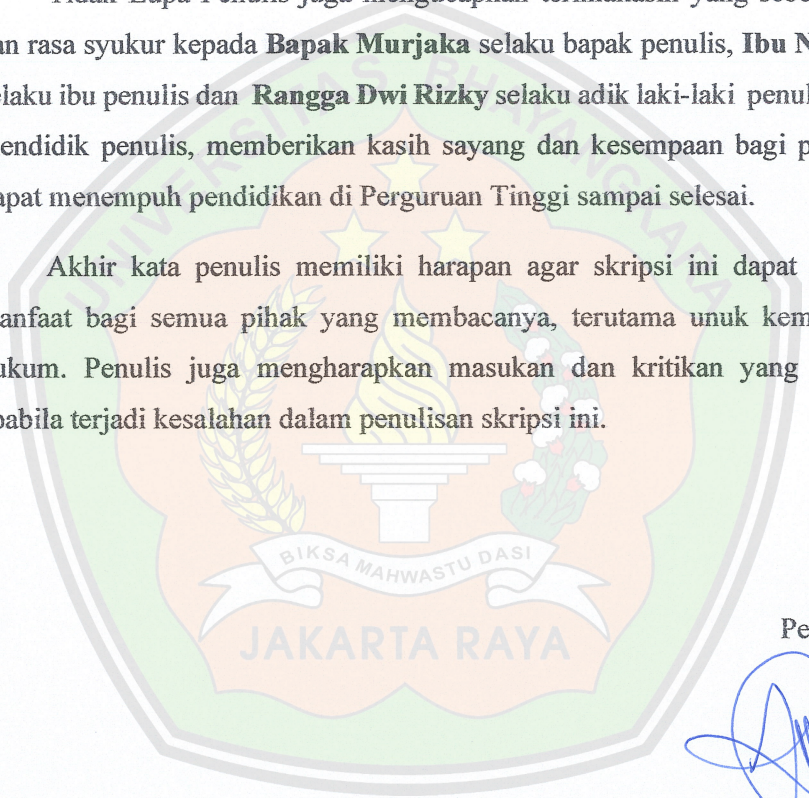 Tidak Lupa Penulis juga mengucapkan terimakasih yang
an rasa syukur kepada Bapak Murjaka selaku bapak penulis, Ibu N
elaku ibu penulis dan Rangga Dwi Rizky selaku adik laki-laki penul
endidik penulis, memberikan kasih sayang dan kesempaan bagi p
apat menempuh pendidikan di Perguruan Tinggi sampai selesai.
Akhir kata penulis memiliki harapan agar skripsi ini dapat
anfaat bagi semua pihak yang membacanya, terutama unuk kem
ukum. Penulis juga mengharapkan masukan dan kritikan yang
pabila terjadi kesalahan dalam penulisan skripsi ini.
Pe
UNIVERSITAS BHAYANGKARA
BIKSA MAHWASTU DASI
JAKARTA RAYA